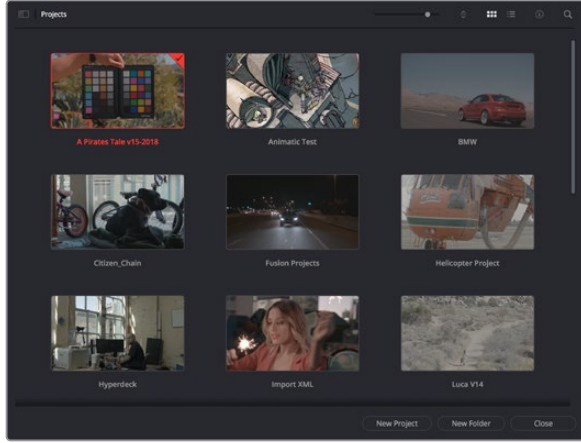 Projects
A Pirates Tale v15-2018
Animatic Test
BMW
Citizen_Chain
Fusion Projects
Helicopter Project
Hyperdeck
Import XML
Luca V14
New Project
New Folder
Close